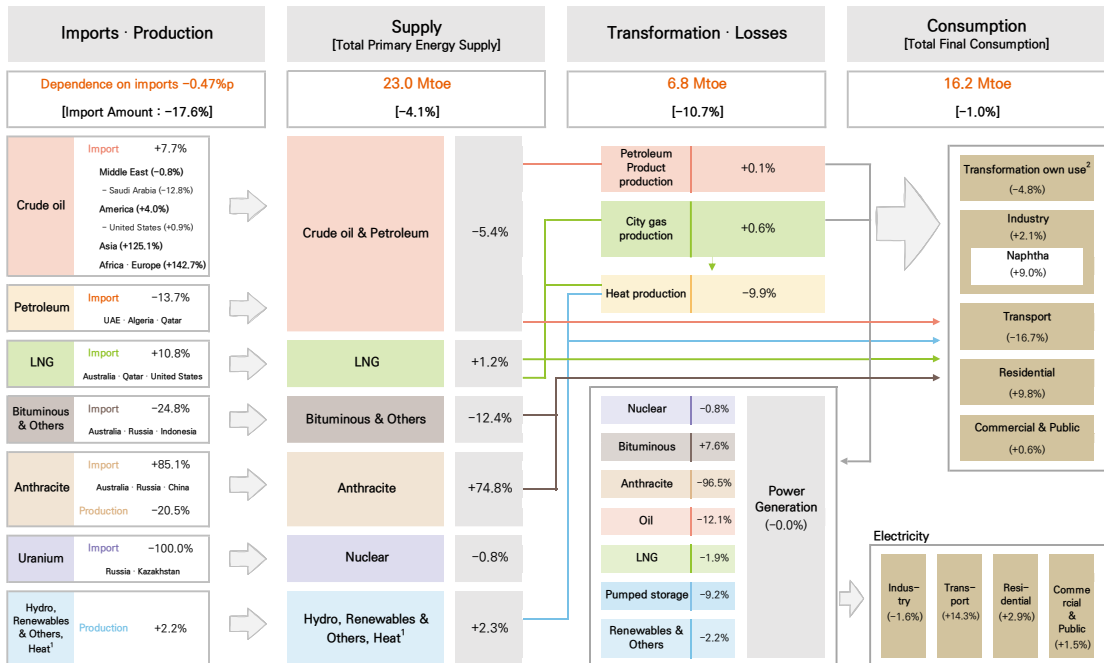 Imports · Production
Supply
[Total Primary Energy Supply]
Transformation · Losses
Consumption
[Total Final Consumption]
Dependence on imports −0.47%p
[Import Amount : −17.6%]
23.0 Mtoe
[−4.1%]
6.8 Mtoe
[−10.7%]
16.2 Mtoe
[−1.0%]
Crude oil
Import +7.7%
Middle East (−0.8%)
− Saudi Arabia (−12.8%)
America (+4.0%)
− United States (+0.9%)
Asia (+125.1%)
Africa · Europe (+142.7%)
Petroleum
Import −13.7%
UAE · Algeria · Qatar
LNG
Import +10.8%
Australia · Qatar · United States
Bituminous
& Others
Import −24.8%
Australia · Russia · Indonesia
Anthracite
Import +85.1%
Australia · Russia · China
Production −20.5%
Uranium
Import −100.0%
Russia · Kazakhstan
Hydro,
Renewables
& Others,
Heat1
Production +2.2%
Crude oil & Petroleum −5.4%
LNG +1.2%
Bituminous & Others −12.4%
Anthracite +74.8%
Nuclear −0.8%
Hydro, Renewables &
Others, Heat1
+2.3%
Petroleum
Product
production
+0.1%
City gas
production
+0.6%
Heat production −9.9%
Nuclear −0.8%
Bituminous +7.6%
Anthracite −96.5%
Oil −12.1%
LNG −1.9%
Pumped storage −9.2%
Renewables &
Others
−2.2%
Power
Generation
(−0.0%)
Transformation own use2
(−4.8%)
Industry
(+2.1%)
Naphtha
(+9.0%)
Transport
(−16.7%)
Residential
(+9.8%)
Commercial & Public
(+0.6%)
Electricity
Indus−
try
(−1.6%)
Trans−
port
(+14.3%)
Resi−
dential
(+2.9%)
Comme
rcial
&
Public
(+1.5%)